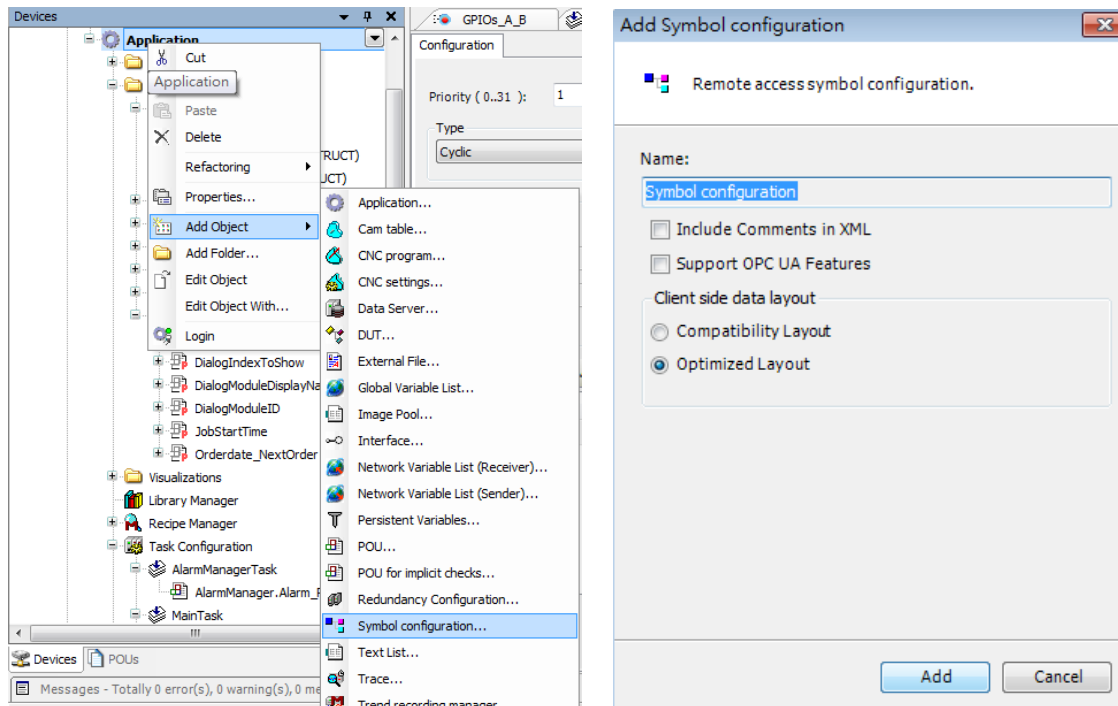 Devices
Application
Cut
Application
Paste
Delete
Refactoring
RUCT)
JCT)
Properties...
Add Object
Add Folder...
Edit Object
Edit Object With...
Login
DialogIndexToShow
DialogModuleDisplayNa
DialogModuleID
JobStartTime
Orderdate_NextOrder
Visualizations
Library Manager
Recipe Manager
Task Configuration
AlarmManagerTask
AlarmManager.Alarm_P
MainTask
Devices
POUs
Messages - Totally 0 error(s), 0 warning(s), 0 me
GPIOs_A_B
Configuration
Priority ( 0..31 ): 1
Type
Cyclic
Application...
Cam table...
CNC program...
CNC settings...
Data Server...
DUT...
External File...
Global Variable List...
Image Pool...
Interface...
Network Variable List (Receiver)...
Network Variable List (Sender)...
Persistent Variables...
POU...
POU for implicit checks...
Redundancy Configuration...
Symbol configuration...
Text List...
Trace...
Trend recording manager
Add Symbol configuration
Remote access symbol configuration.
Name:
Symbol configuration
Include Comments in XML
Support OPC UA Features
Client side data layout
Compatibility Layout
Optimized Layout
Add
Cancel